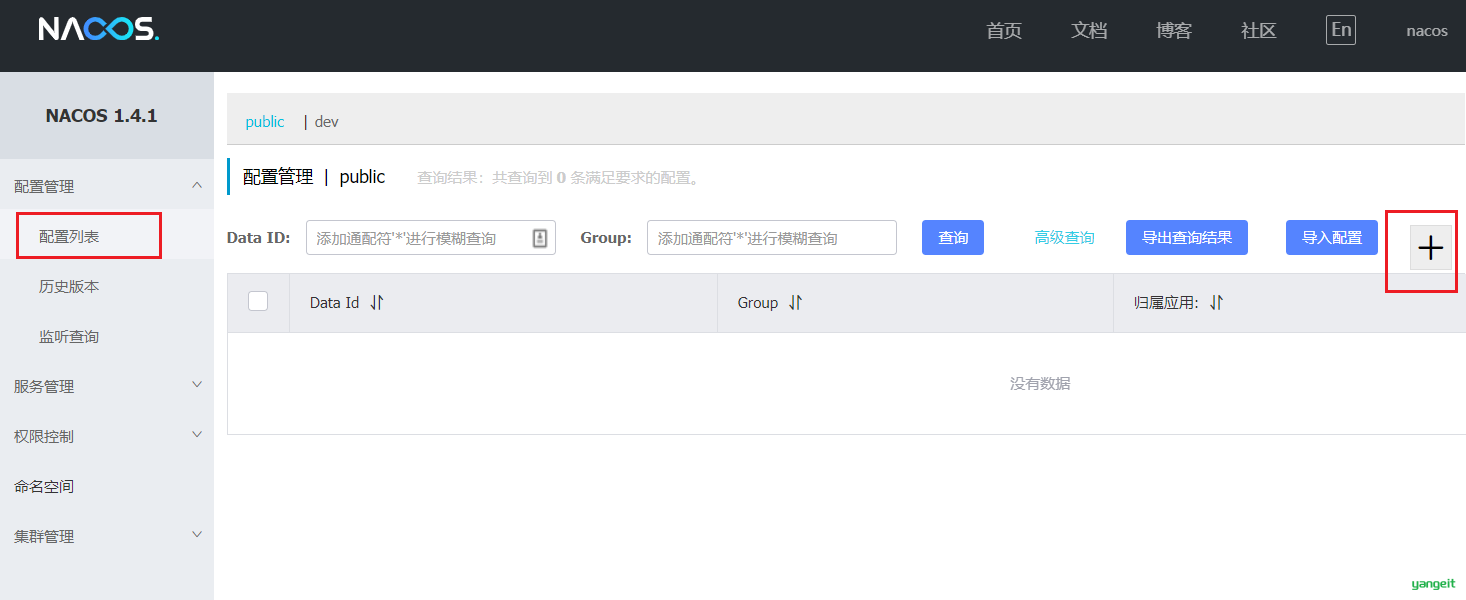 NACOS.
首页 文档 博客 社区 En nacos
NACOS 1.4.1
配置管理
配置列表
历史版本
监听查询
服务管理
权限控制
命名空间
集群管理
public | dev
配置管理 | public 查询结果：共查询到 0 条满足要求的配置。
Data ID: 添加通配符'*'进行模糊查询 Group: 添加通配符'*'进行模糊查询 查询 高级查询 导出查询结果 导入配置 +
Data Id Group 归属应用:
没有数据
yangeit